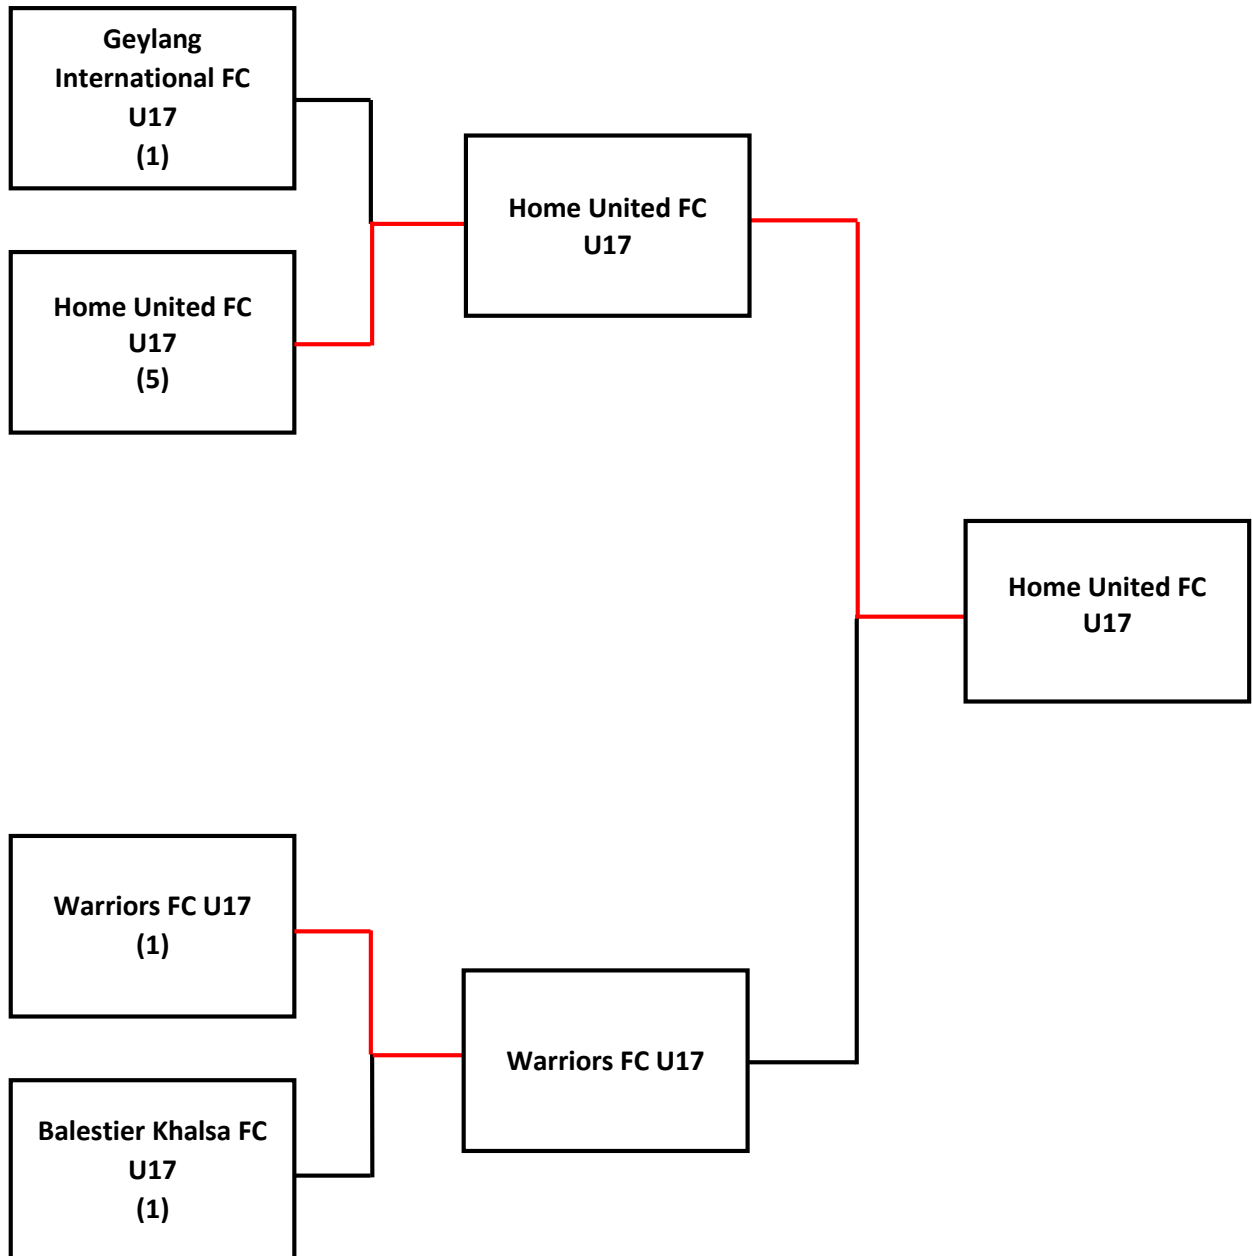 Geylang
International FC
U17
(1)
Home United FC
U17
(5)
Home United FC
U17
Home United FC
U17
Warriors FC U17
(1)
Warriors FC U17
Balestier Khalsa FC
U17
(1)